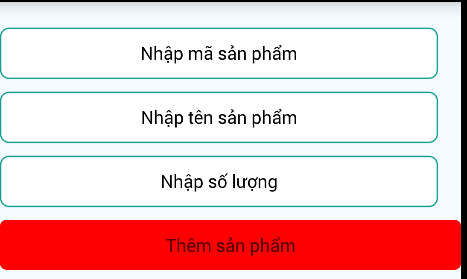 Nhập mã sản phẩm
Nhập tên sản phẩm
Nhập số lượng
Thêm sản phẩm